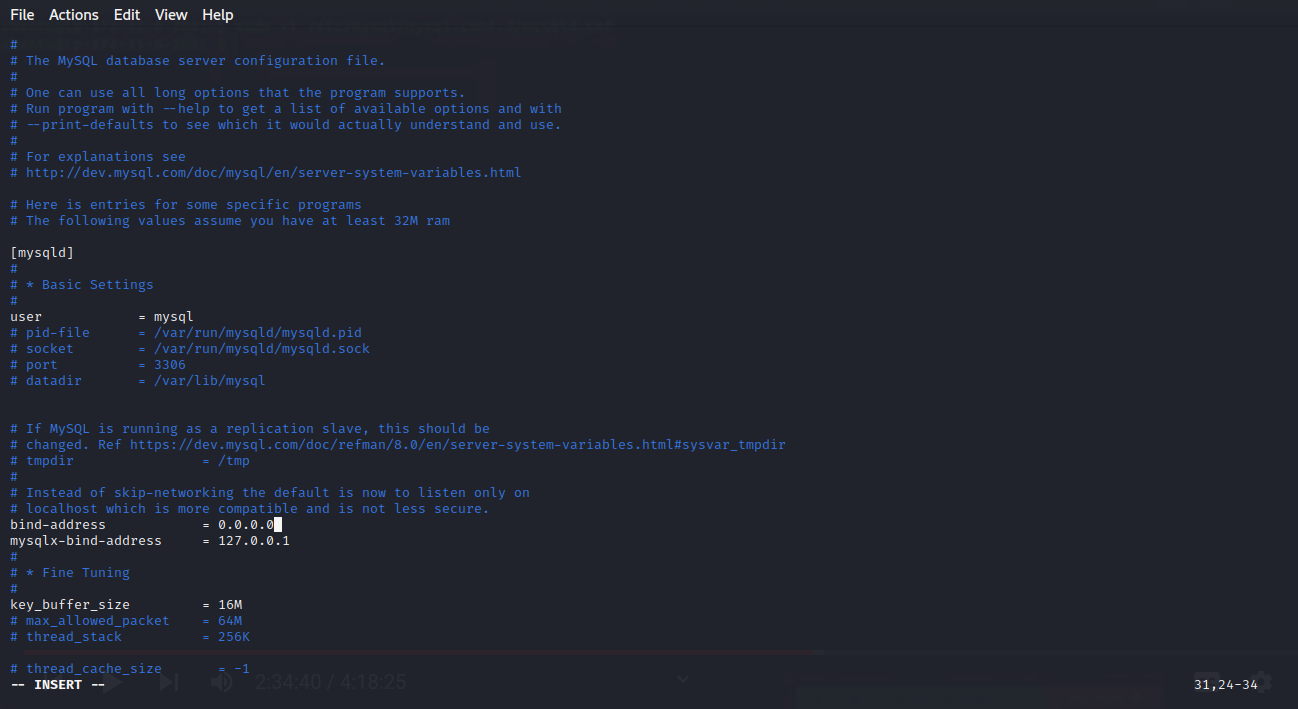 File Actions Edit View Help
#
# The MySQL database server configuration file.
#
# One can use all long options that the program supports.
# Run program with --help to get a list of available options and with
# --print-defaults to see which it would actually understand and use.
#
# For explanations see
# http://dev.mysql.com/doc/mysql/en/server-system-variables.html
# Here is entries for some specific programs
# The following values assume you have at least 32M ram
[mysqld]
#
# * Basic Settings
#
user = mysql
# pid-file = /var/run/mysqld/mysqld.pid
# socket = /var/run/mysqld/mysqld.sock
# port = 3306
# datadir = /var/lib/mysql
# If MySQL is running as a replication slave, this should be
# changed. Ref https://dev.mysql.com/doc/refman/8.0/en/server-system-variables.html#sysvar_tmpdir
# tmpdir = /tmp
#
# Instead of skip-networking the default is now to listen only on
# localhost which is more compatible and is not less secure.
bind-address = 0.0.0.0
mysqlx-bind-address = 127.0.0.1
#
# * Fine Tuning
#
key_buffer_size = 16M
# max_allowed_packet = 64M
# thread_stack = 256K
# thread_cache_size = -1
-- INSERT -- 31,24-34
2:34:40 / 4:18:25